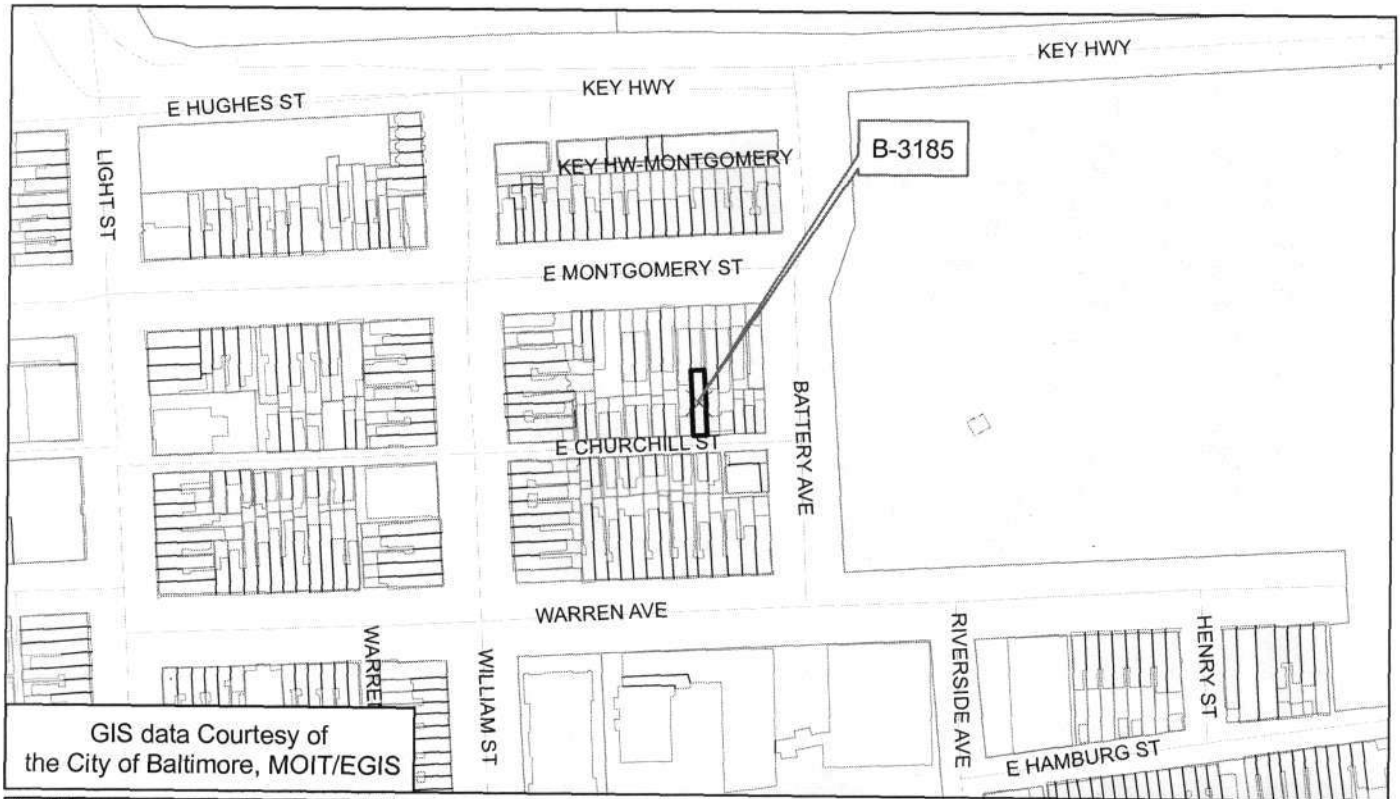 KEY HWY
KEY HWY
E HUGHES ST
B-3185
LIGHT ST
KEY HW-MONTGOMERY
E MONTGOMERY ST
BATTERY AVE
E CHURCHILL ST
WARREN AVE
WARRE
WILLIAM ST
RIVERSIDE AVE
HENRY ST
E HAMBURG ST
GIS data Courtesy of
the City of Baltimore, MOIT/EGIS